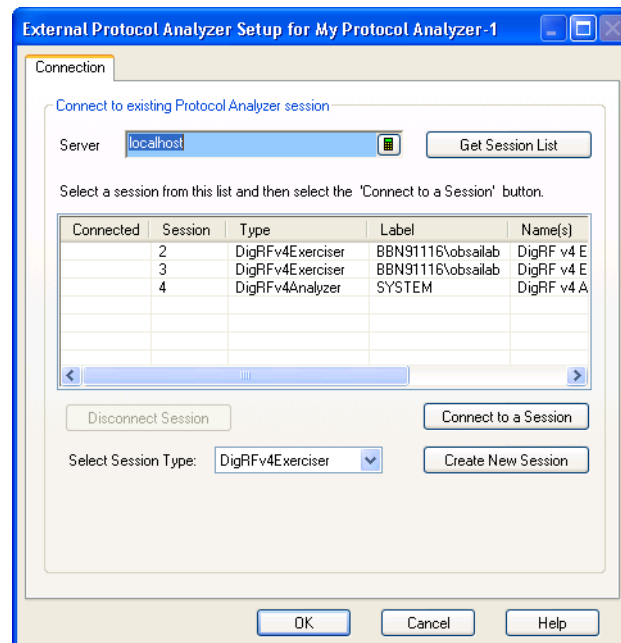 External Protocol Analyzer Setup for My Protocol Analyzer-1
Connection
Connect to existing Protocol Analyzer session
Server localhost Get Session List
Select a session from this list and then select the 'Connect to a Session' button.
Connected Session Type Label Name(s)
2 DigRFv4Exerciser BBN91116\obsailab DigRF v4 E
3 DigRFv4Exerciser BBN91116\obsailab DigRF v4 E
4 DigRFv4Analyzer SYSTEM DigRF v4 A
Disconnect Session Connect to a Session
Select Session Type: DigRFv4Exerciser Create New Session
OK Cancel Help